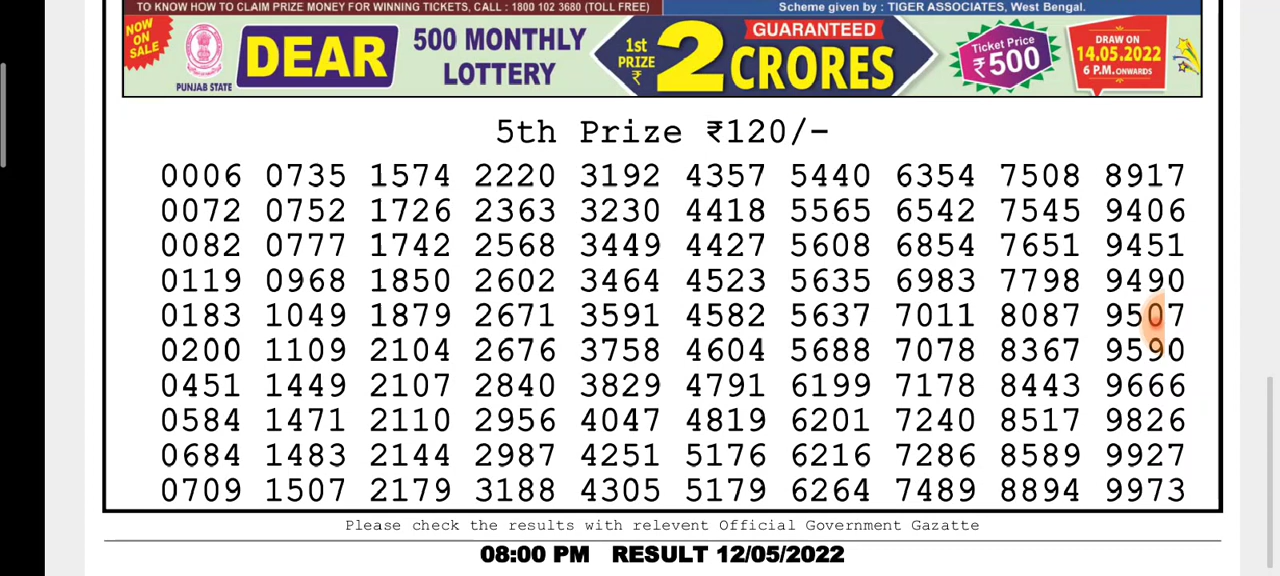 TO KNOW HOW TO CLAIM PRIZE MONEY FOR WINNING TICKETS, CALL : 1800 102 3680 (TOLL FREE) Scheme given by : TIGER ASSOCIATES, West Bengal.
NOW ON SALE
PUNJAB STATE
DEAR
500 MONTHLY
LOTTERY
1st PRIZE ₹
2
GUARANTEED
CRORES
Ticket Price
₹500
DRAW ON
14.05.2022
6 P.M. ONWARDS
5th Prize ₹120/-
0006 0735 1574 2220 3192 4357 5440 6354 7508 8917
0072 0752 1726 2363 3230 4418 5565 6542 7545 9406
0082 0777 1742 2568 3449 4427 5608 6854 7651 9451
0119 0968 1850 2602 3464 4523 5635 6983 7798 9490
0183 1049 1879 2671 3591 4582 5637 7011 8087 9507
0200 1109 2104 2676 3758 4604 5688 7078 8367 9590
0451 1449 2107 2840 3829 4791 6199 7178 8443 9666
0584 1471 2110 2956 4047 4819 6201 7240 8517 9826
0684 1483 2144 2987 4251 5176 6216 7286 8589 9927
0709 1507 2179 3188 4305 5179 6264 7489 8894 9973
Please check the results with relevent Official Government Gazatte
08:00 PM RESULT 12/05/2022